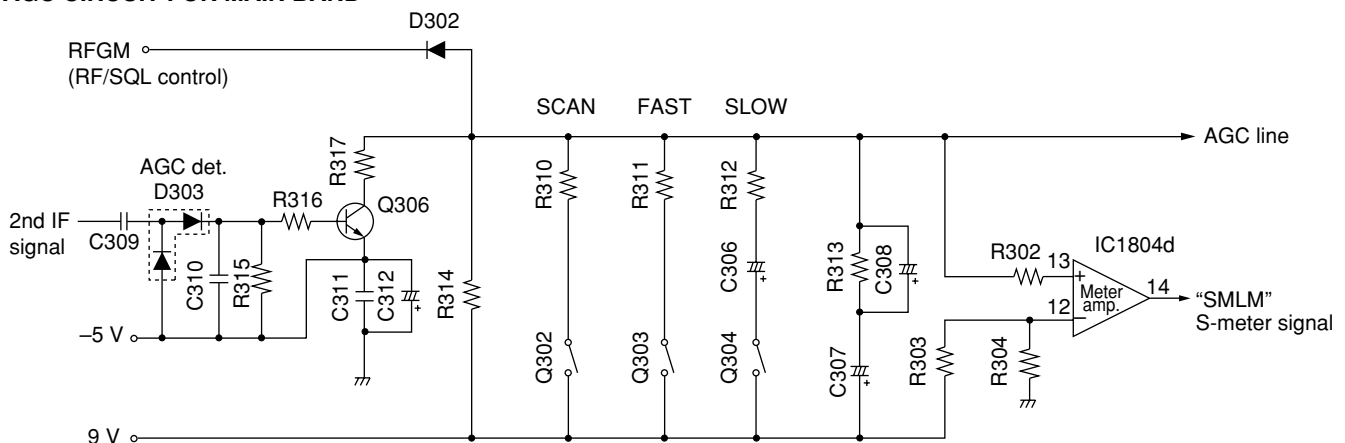 D302
RFGM
(RF/SQL control)
SCAN FAST SLOW
AGC line
R317
AGC det.
D303
R316
Q306
R310
R311
R312
2nd IF
signal
C309
C310
R315
C311
C312
R314
C306
R313
C308
R302
IC1804d
13
+
Meter
amp.
14
12
–
"SMLM"
S-meter signal
–5 V
Q302
Q303
Q304
C307
R303
R304
9 V